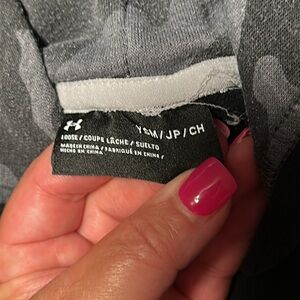 YSM/JP/CH
LOOSE / COUPE LÂCHE / SUELTO
MADE IN CHINA / FABRIQUÉ EN CHINE /
HECHO EN CHINA